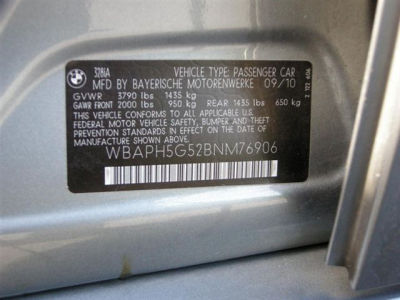 BMW
328iA VEHICLE TYPE: PASSENGER CAR
MFD BY BAYERISCHE MOTORENWERKE 09/10
GVWR 3790 lbs 1435 kg
GAWR FRONT 2000 lbs 950 kg REAR 1435 lbs 650 kg
THIS VEHICLE CONFORMS TO ALL APPLICABLE
U.S. FEDERAL MOTOR VEHICLE SAFETY, BUMPER AND THEFT
PREVENTION STANDARDS IN EFFECT ON THE DATE OF
MANUFACTURE SHOWN ABOVE.
WBAPH5G52BNM76906